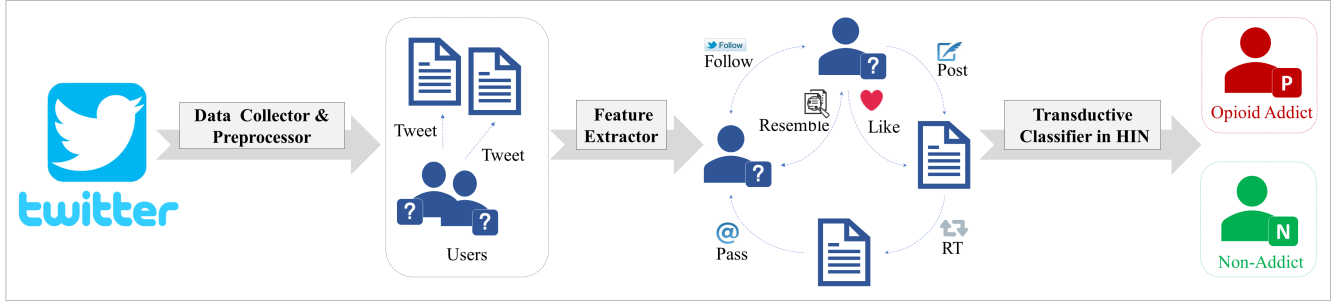 twitter
Data Collector &
Preprocessor
Tweet
Tweet
?
?
Users
Feature
Extractor
Follow
Follow
?
Post
Resemble
Like
?
@
Pass
RT
Transductive
Classifier in HIN
P
Opioid Addict
N
Non-Addict